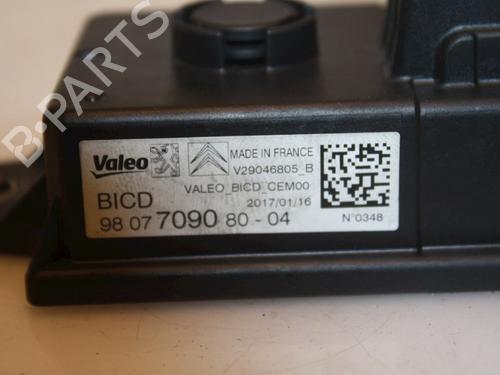 B-PARTS
Valeo
MADE IN FRANCE
V29046805_B
VALEO_BICD_CEM00
BICD
2017/01/16
98 07 7090 80-04
N°0348